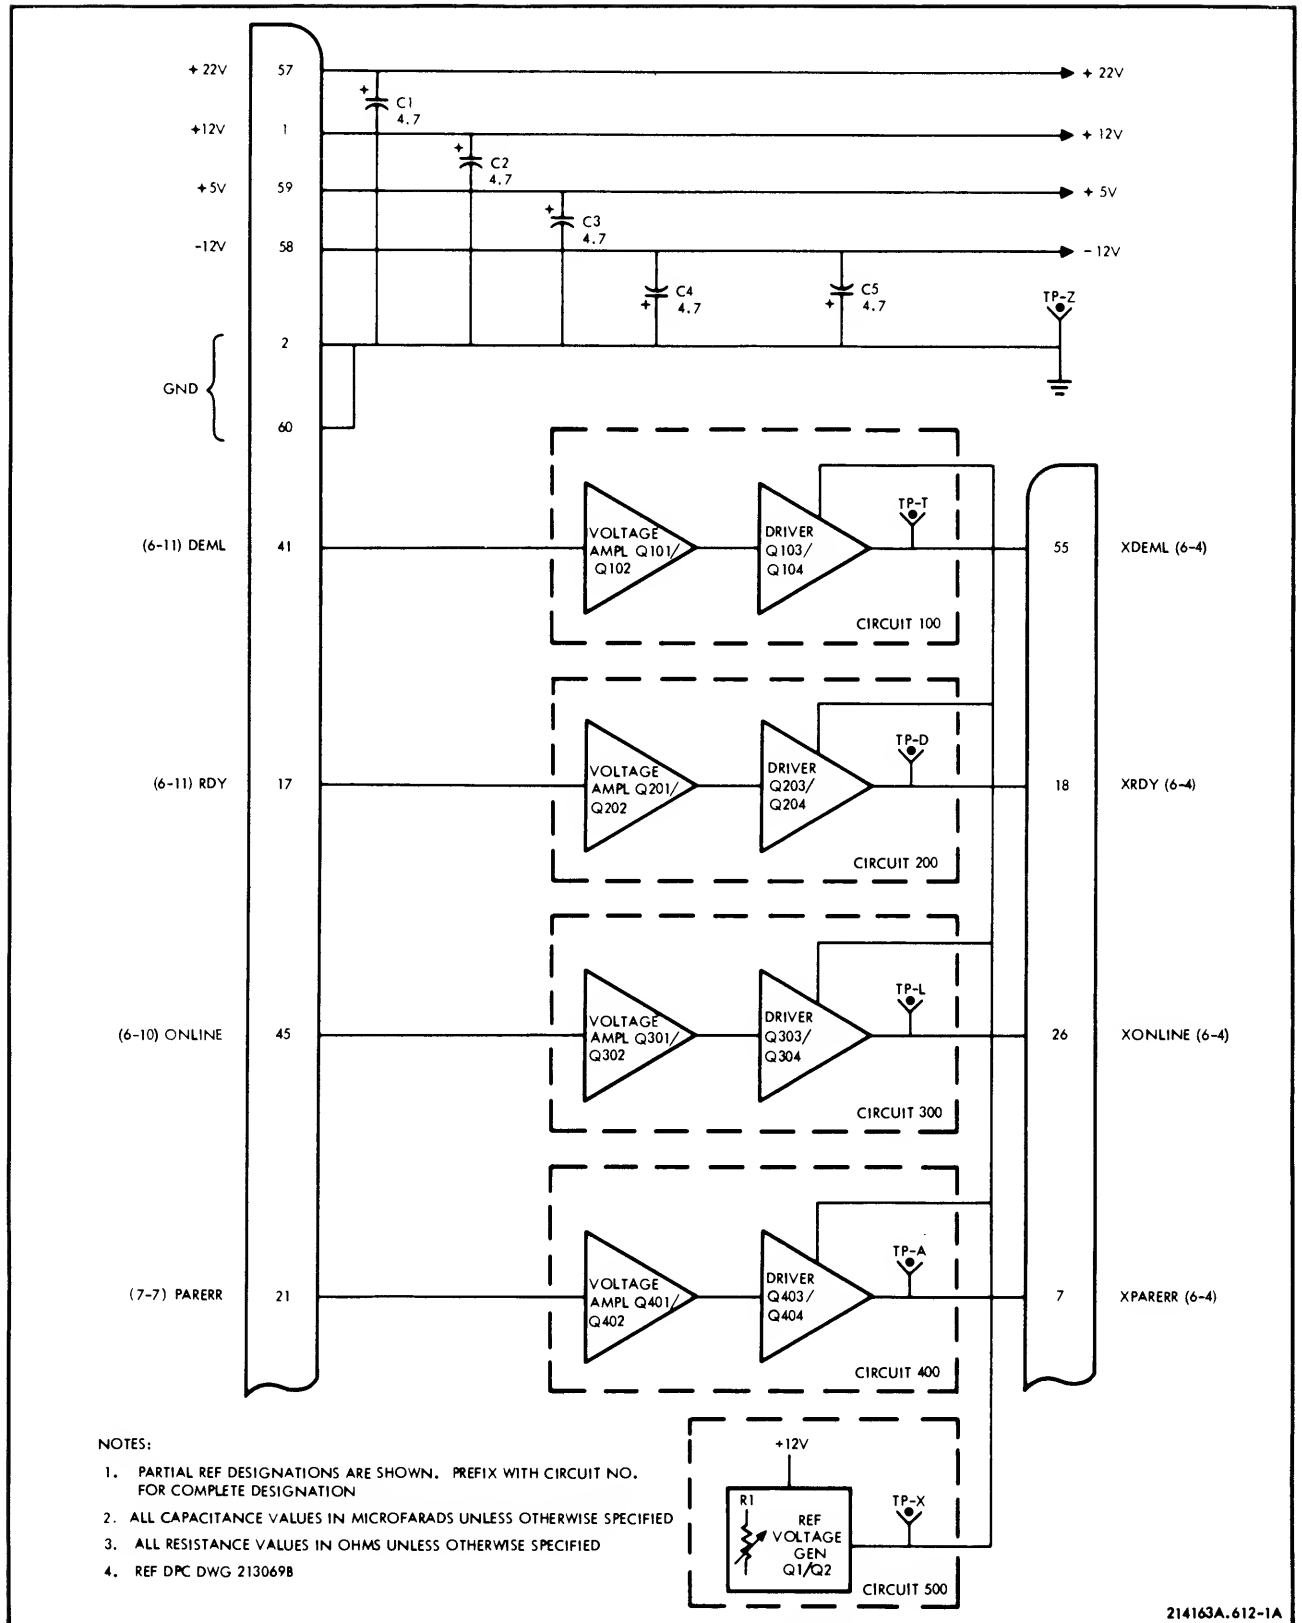 + 22V 57 + 22V
+ C1
4.7
+12V 1 + 12V
+ C2
4.7
+5V 59 + 5V
+ C3
4.7
-12V 58 - 12V
C4
+ 4.7
C5
+ 4.7
TP-Z
2
GND
60
TP-T
(6-11) DEML 41 VOLTAGE
AMPL Q101/
Q102
DRIVER
Q103/
Q104
55 XDEML (6-4)
CIRCUIT 100
TP-D
(6-11) RDY 17 VOLTAGE
AMPL Q201/
Q202
DRIVER
Q203/
Q204
18 XRDY (6-4)
CIRCUIT 200
TP-L
(6-10) ONLINE 45 VOLTAGE
AMPL Q301/
Q302
DRIVER
Q303/
Q304
26 XONLINE (6-4)
CIRCUIT 300
TP-A
(7-7) PARERR 21 VOLTAGE
AMPL Q401/
Q402
DRIVER
Q403/
Q404
7 XPARERR (6-4)
CIRCUIT 400
+12V
R1
REF
VOLTAGE
GEN
Q1/Q2
TP-X
CIRCUIT 500
NOTES:
1. PARTIAL REF DESIGNATIONS ARE SHOWN. PREFIX WITH CIRCUIT NO.
FOR COMPLETE DESIGNATION
2. ALL CAPACITANCE VALUES IN MICROFARADS UNLESS OTHERWISE SPECIFIED
3. ALL RESISTANCE VALUES IN OHMS UNLESS OTHERWISE SPECIFIED
4. REF DPC DWG 213069B
214163A.612-1A